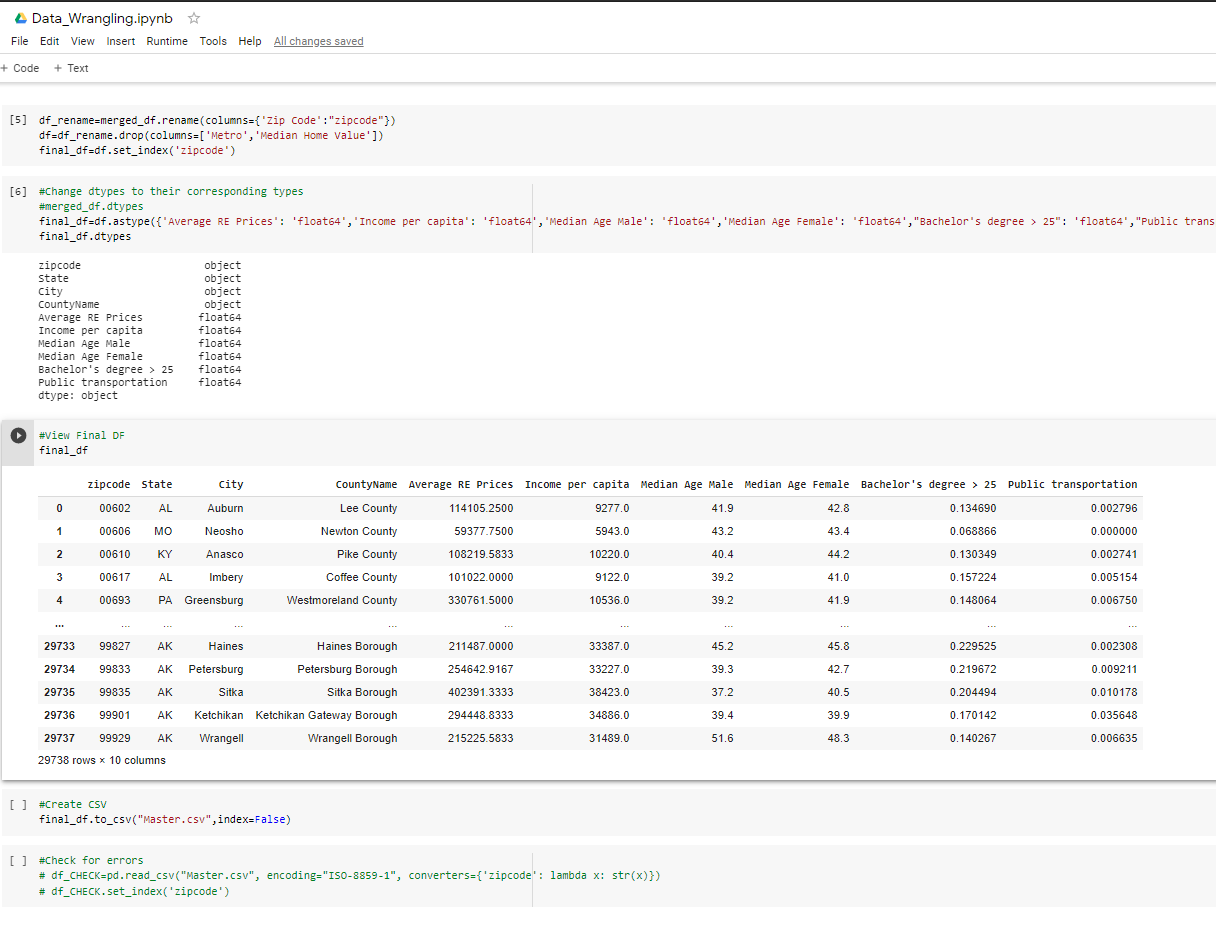 Data_Wrangling.ipynb
File Edit View Insert Runtime Tools Help All changes saved
+ Code + Text
[5] df_rename=merged_df.rename(columns={'Zip Code':"zipcode"})
df=df_rename.drop(columns=['Metro','Median Home Value'])
final_df=df.set_index('zipcode')
[6] #Change dtypes to their corresponding types
#merged_df.dtypes
final_df=df.astype({'Average RE Prices': 'float64','Income per capita': 'float64','Median Age Male': 'float64','Median Age Female': 'float64',"Bachelor's degree > 25": 'float64',"Public trans
final_df.dtypes
zipcode object
State object
City object
CountyName object
Average RE Prices float64
Income per capita float64
Median Age Male float64
Median Age Female float64
Bachelor's degree > 25 float64
Public transportation float64
dtype: object
#View Final DF
final_df
zipcode State City CountyName Average RE Prices Income per capita Median Age Male Median Age Female Bachelor's degree > 25 Public transportation
0 00602 AL Auburn Lee County 114105.2500 9277.0 41.9 42.8 0.134690 0.002796
1 00606 MO Neosho Newton County 59377.7500 5943.0 43.2 43.4 0.068866 0.000000
2 00610 KY Anasco Pike County 108219.5833 10220.0 40.4 44.2 0.130349 0.002741
3 00617 AL Imbery Coffee County 101022.0000 9122.0 39.2 41.0 0.157224 0.005154
4 00693 PA Greensburg Westmoreland County 330761.5000 10536.0 39.2 41.9 0.148064 0.006750
... ... ... ... ... ... ... ... ... ... ...
29733 99827 AK Haines Haines Borough 211487.0000 33387.0 45.2 45.8 0.229525 0.002308
29734 99833 AK Petersburg Petersburg Borough 254642.9167 33227.0 39.3 42.7 0.219672 0.009211
29735 99835 AK Sitka Sitka Borough 402391.3333 38423.0 37.2 40.5 0.204494 0.010178
29736 99901 AK Ketchikan Ketchikan Gateway Borough 294448.8333 34886.0 39.4 39.9 0.170142 0.035648
29737 99929 AK Wrangell Wrangell Borough 215225.5833 31489.0 51.6 48.3 0.140267 0.006635
29738 rows × 10 columns
[ ] #Create CSV
final_df.to_csv("Master.csv",index=False)
[ ] #Check for errors
# df_CHECK=pd.read_csv("Master.csv", encoding="ISO-8859-1", converters={'zipcode': lambda x: str(x)})
# df_CHECK.set_index('zipcode')